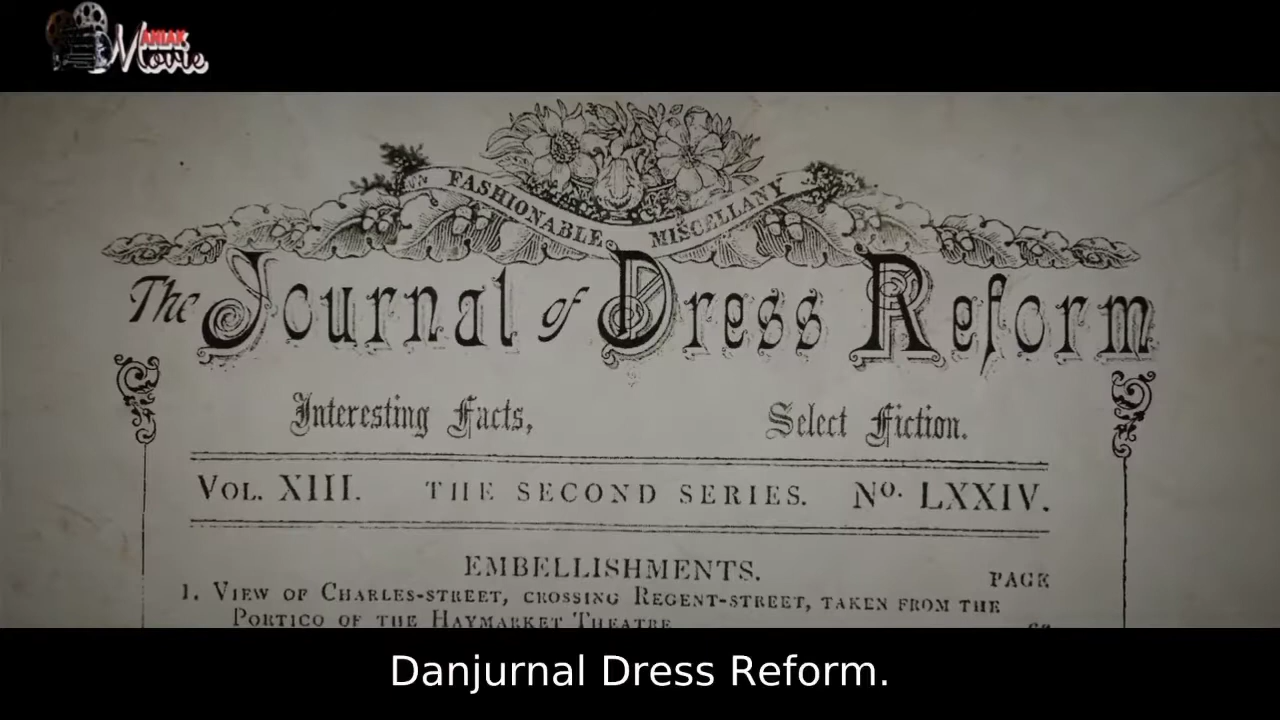 MANIAK
Movie
FASHIONABLE MISCELLANY
The Journal of Dress Reform
Interesting Facts, Select Fiction.
VOL. XIII. THE SECOND SERIES. No. LXXIV.
EMBELLISHMENTS. PAGE
1. VIEW OF CHARLES-STREET, CROSSING REGENT-STREET, TAKEN FROM THE
PORTICO OF THE HAYMARKET THEATRE
Danjurnal Dress Reform.